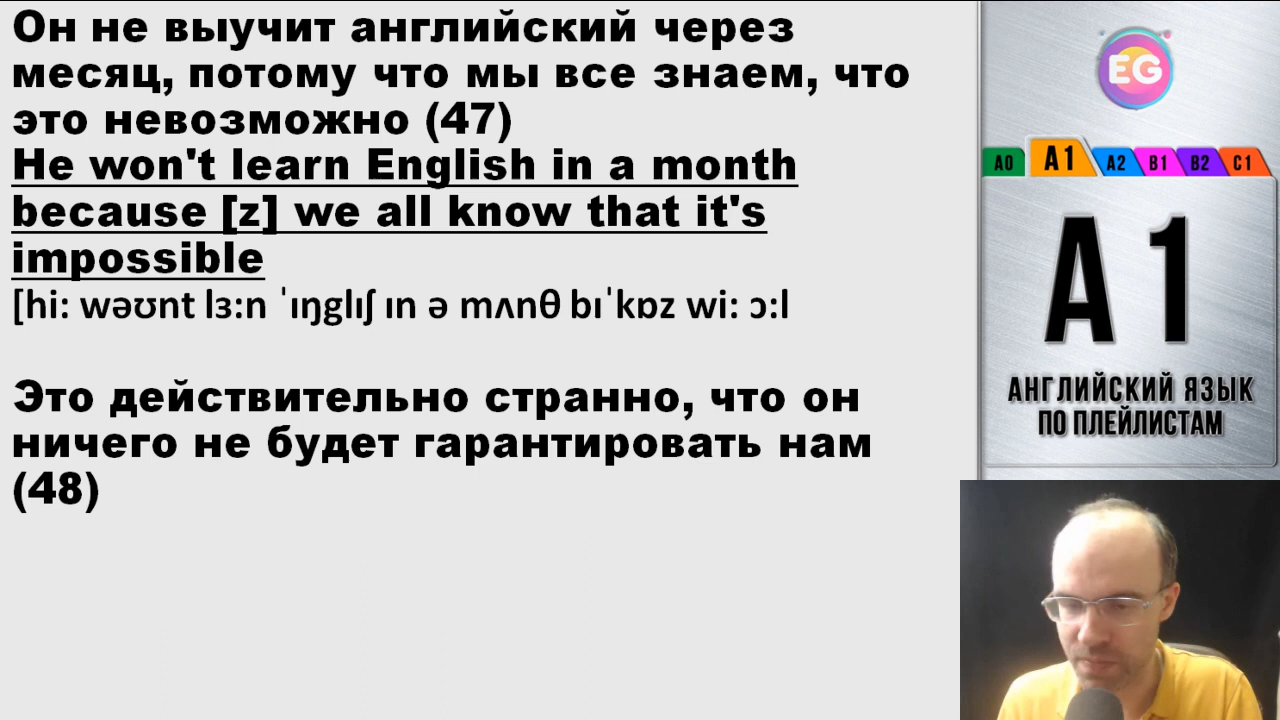 Он не выучит английский через
месяц, потому что мы все знаем, что
это невозможно (47)
He won't learn English in a month
because [z] we all know that it's
impossible
[hi: wəʊnt lɜ:n ˈɪŋglɪʃ ɪn ə mʌnθ bɪˈkɒz wi: ɔ:l
Это действительно странно, что он
ничего не будет гарантировать нам
(48)
EG
A0 A1 A2 B1 B2 C1
A 1
АНГЛИЙСКИЙ ЯЗЫК
ПО ПЛЕЙЛИСТАМ